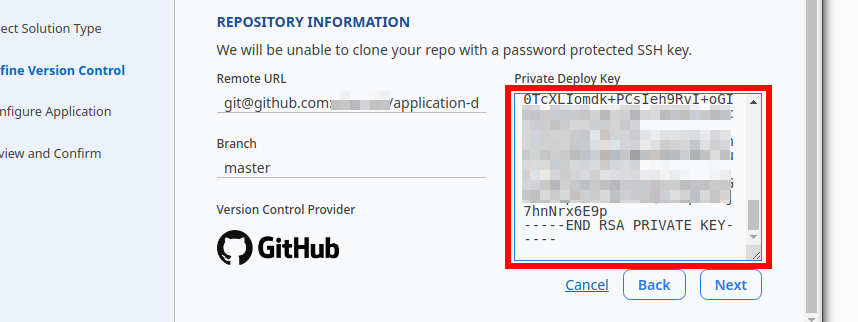 ect Solution Type
fine Version Control
nfigure Application
view and Confirm
REPOSITORY INFORMATION
We will be unable to clone your repo with a password protected SSH key.
Remote URL
git@github.com: /application-d
Branch
master
Version Control Provider
GitHub
Private Deploy Key
0TcXLIomdk+PCsIeh9RvI+oGI
7hnNrx6E9p
-----END RSA PRIVATE KEY-
----
Cancel
Back
Next